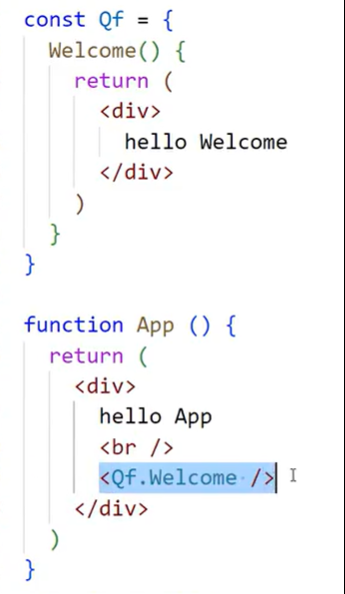 const Qf = {
  Welcome() {
    return (
      <div>
        hello Welcome
      </div>
    )
  }
}

function App () {
  return (
    <div>
      hello App
      <br />
      <Qf.Welcome />
    </div>
  )
}